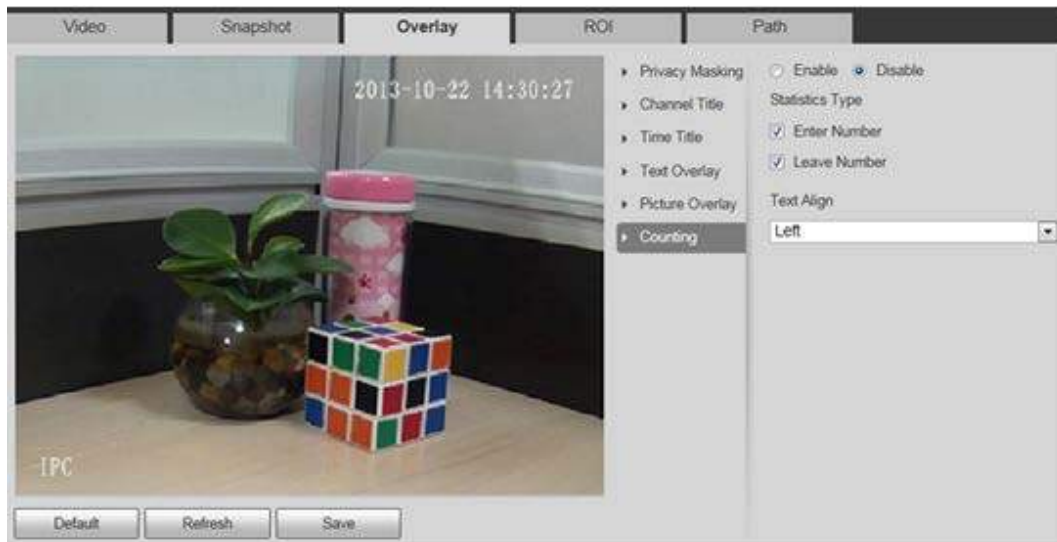 Video
Snapshot
Overlay
ROI
Path
2013-10-22 14:30:27
IPC
Privacy Masking
Channel Title
Time Title
Text Overlay
Picture Overlay
Counting
Enable
Disable
Statistics Type
Enter Number
Leave Number
Text Align
Left
Default
Refresh
Save